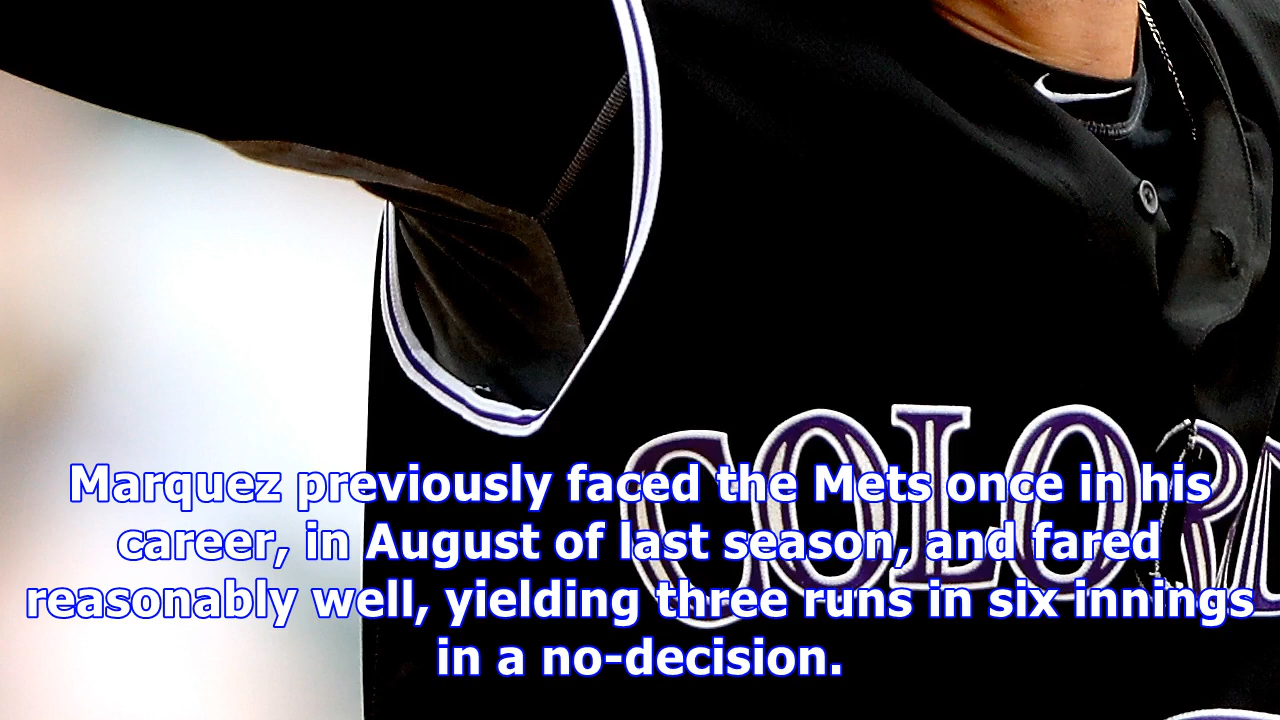 COLOR
Marquez previously faced the Mets once in his
career, in August of last season, and fared
reasonably well, yielding three runs in six innings
in a no-decision.